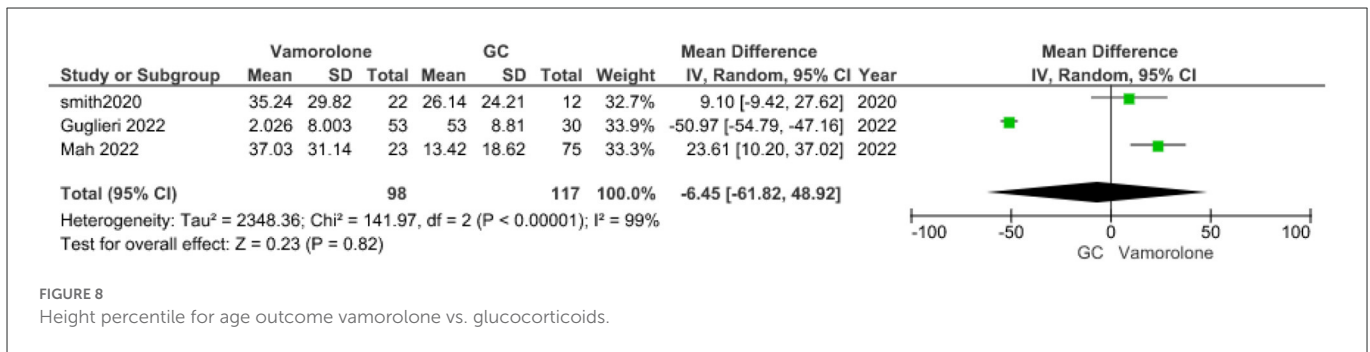 Vamorolone GC Mean Difference Mean Difference
Study or Subgroup Mean SD Total Mean SD Total Weight IV, Random, 95% CI Year IV, Random, 95% CI
smith2020 35.24 29.82 22 26.14 24.21 12 32.7% 9.10 [-9.42, 27.62] 2020
Guglieri 2022 2.026 8.003 53 53 8.81 30 33.9% -50.97 [-54.79, -47.16] 2022
Mah 2022 37.03 31.14 23 13.42 18.62 75 33.3% 23.61 [10.20, 37.02] 2022
Total (95% CI) 98 117 100.0% -6.45 [-61.82, 48.92]
Heterogeneity: Tau² = 2348.36; Chi² = 141.97, df = 2 (P < 0.00001); I² = 99%
Test for overall effect: Z = 0.23 (P = 0.82)
-100 -50 0 50 100
GC Vamorolone
FIGURE 8
Height percentile for age outcome vamorolone vs. glucocorticoids.